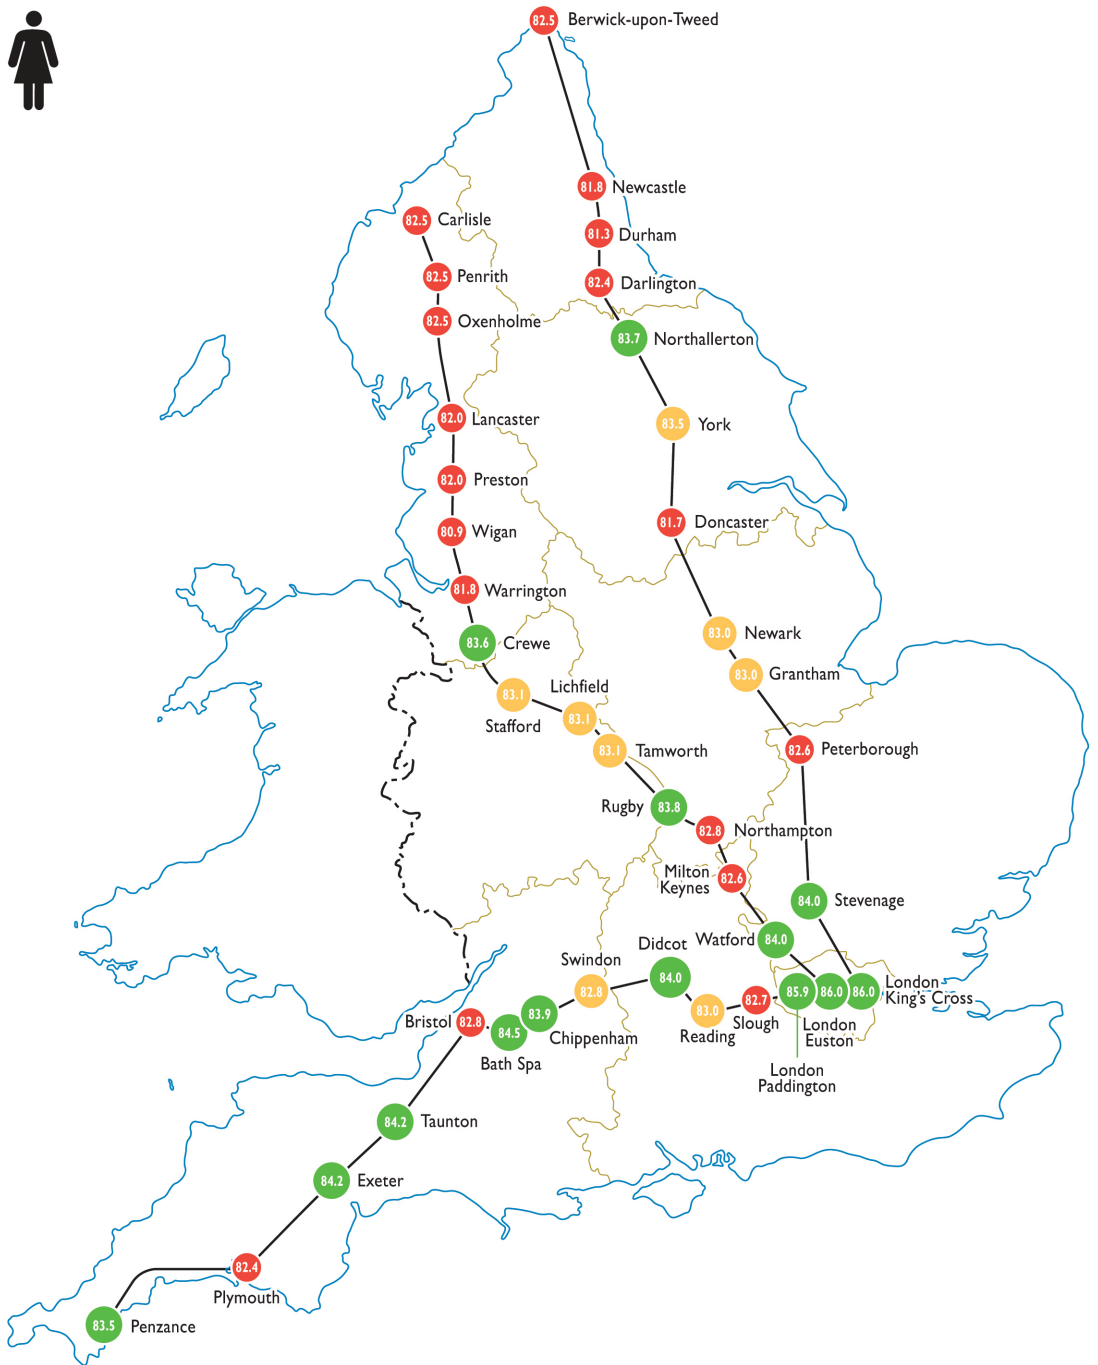 82.5 Berwick-upon-Tweed
81.8 Newcastle
82.5 Carlisle
81.3 Durham
82.5 Penrith
82.4 Darlington
82.5 Oxenholme
83.7 Northallerton
82.0 Lancaster
83.5 York
82.0 Preston
81.7 Doncaster
80.9 Wigan
81.8 Warrington
83.0 Newark
83.6 Crewe
83.0 Grantham
83.1
Stafford
Lichfield
83.1
83.1 Tamworth
82.6 Peterborough
Rugby 83.8
82.8 Northampton
Milton
Keynes
82.6
84.0 Stevenage
Watford 84.0
Didcot
84.0
Swindon
82.8
83.0
Reading
82.7
Slough
85.9
London
Paddington
86.0
London
Euston
86.0
London
King's Cross
Bristol 82.8
84.5
Bath Spa
83.9
Chippenham
84.2 Taunton
84.2 Exeter
82.4
Plymouth
83.5 Penzance